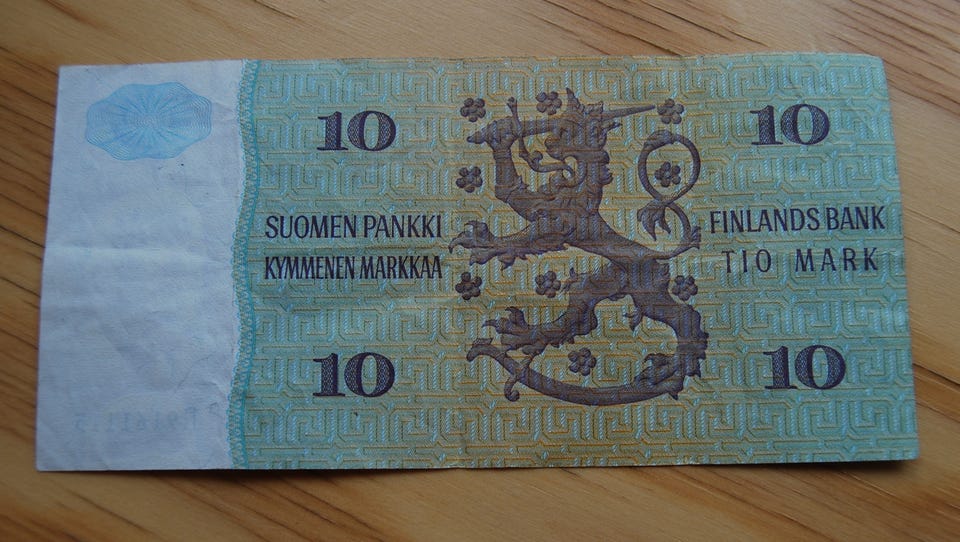 10 10
SUOMEN PANKKI FINLANDS BANK
KYMMENEN MARKKAA TIO MARK
10 10